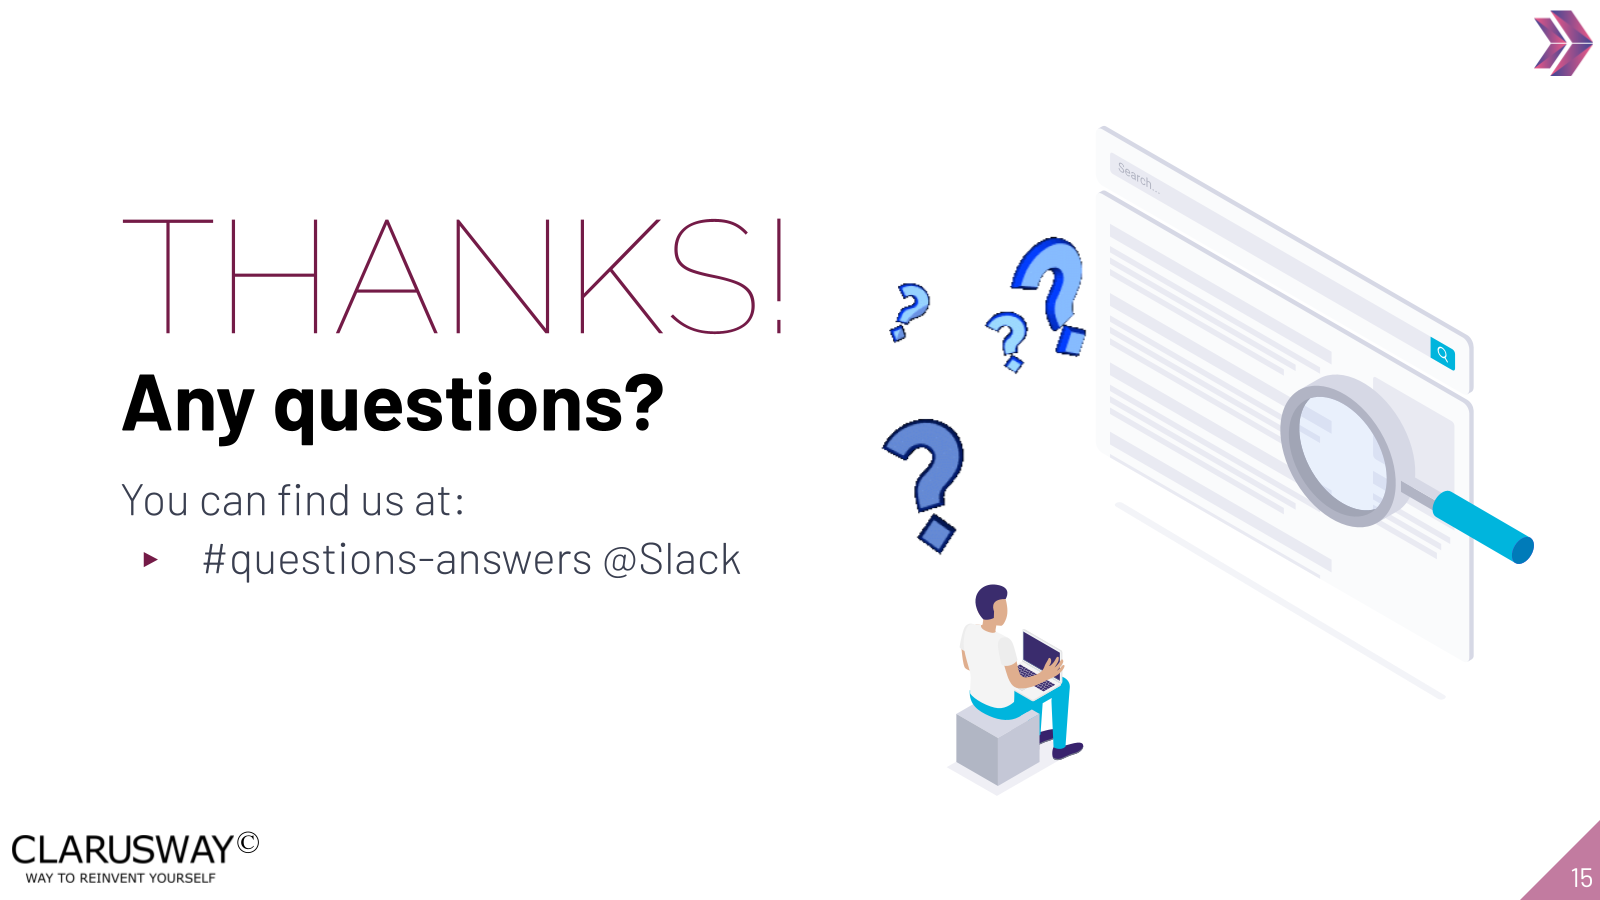 THANKS!
Any questions?
You can find us at:
▸ #questions-answers @Slack
Search...
CLARUSWAY©
WAY TO REINVENT YOURSELF
15